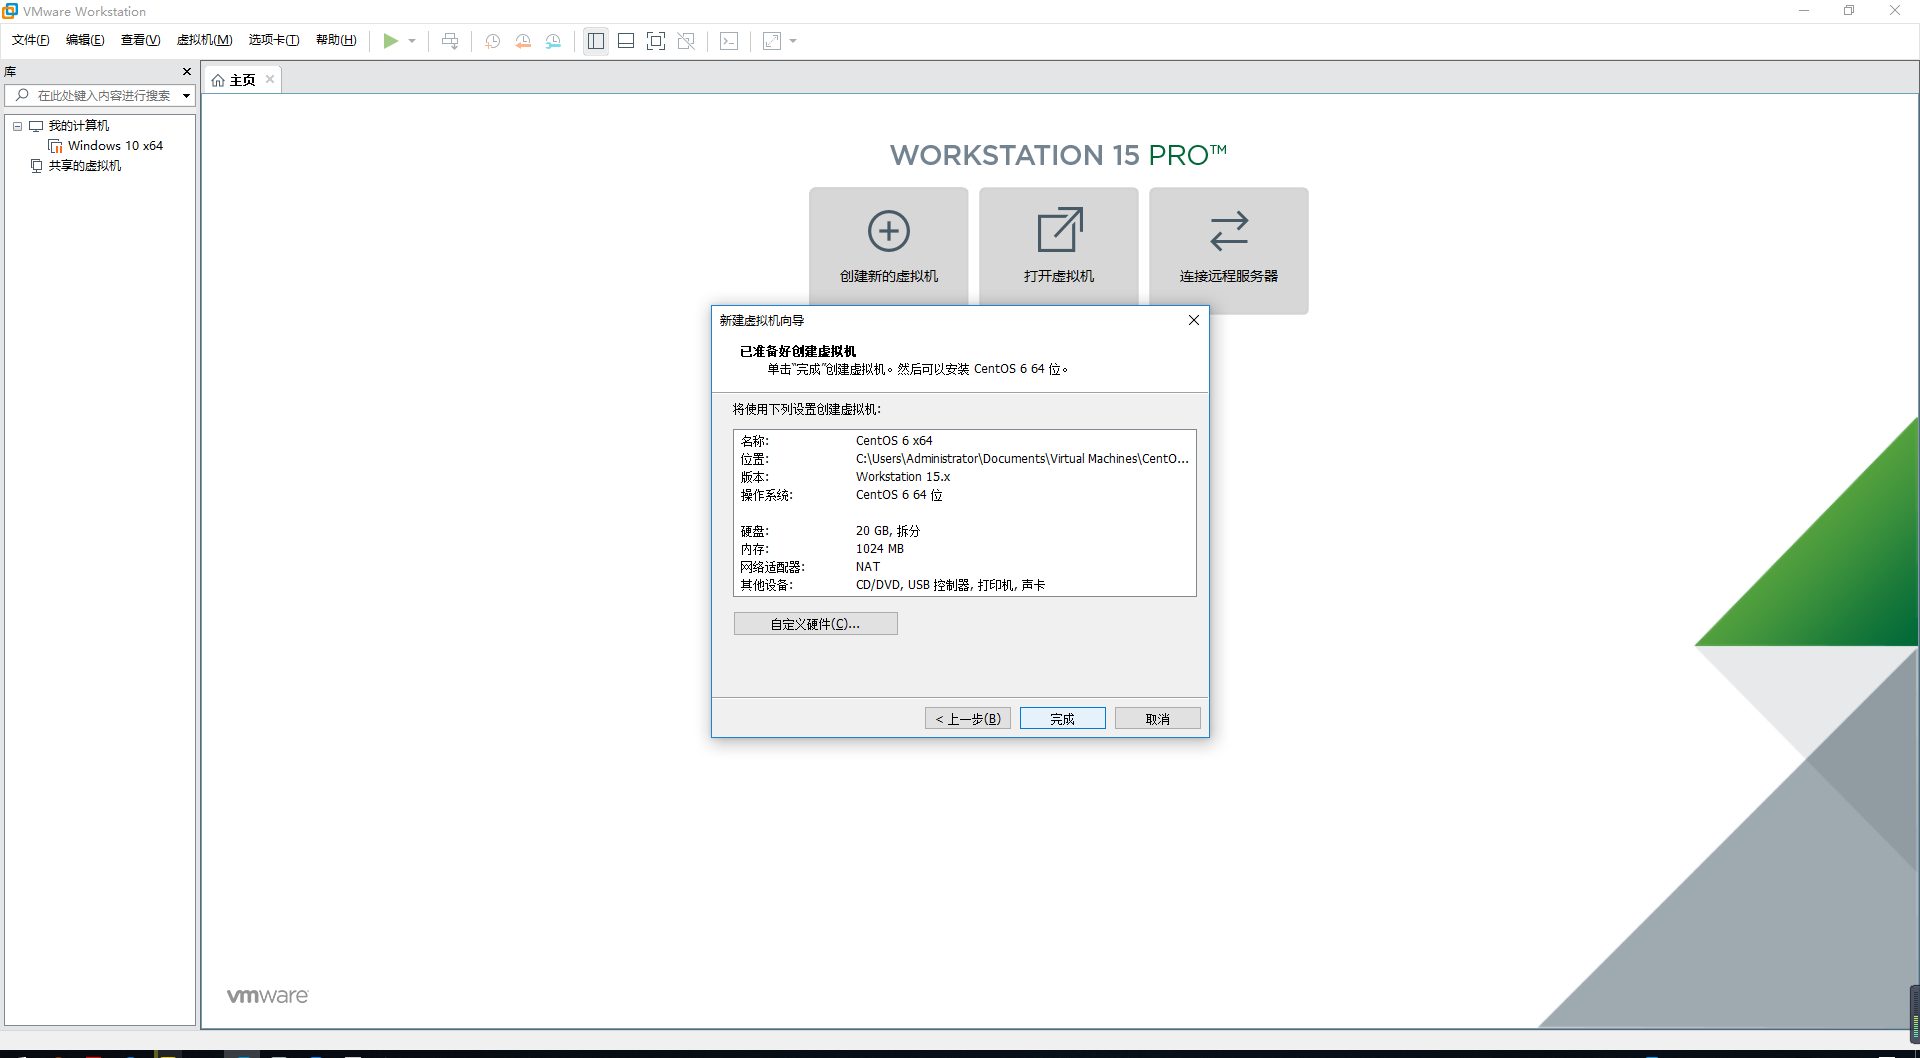 VMware Workstation
文件(F) 编辑(E) 查看(V) 虚拟机(M) 选项卡(T) 帮助(H)
库
主页
在此处键入内容进行搜索
我的计算机
Windows 10 x64
共享的虚拟机
WORKSTATION 15 PRO™
创建新的虚拟机 打开虚拟机 连接远程服务器
新建虚拟机向导
已准备好创建虚拟机
单击“完成”创建虚拟机。然后可以安装 CentOS 6 64 位。
将使用下列设置创建虚拟机:
名称: CentOS 6 x64
位置: C:\Users\Administrator\Documents\Virtual Machines\CentO...
版本: Workstation 15.x
操作系统: CentOS 6 64 位
硬盘: 20 GB, 拆分
内存: 1024 MB
网络适配器: NAT
其他设备: CD/DVD, USB 控制器, 打印机, 声卡
自定义硬件(C)...
< 上一步(B) 完成 取消
vmware